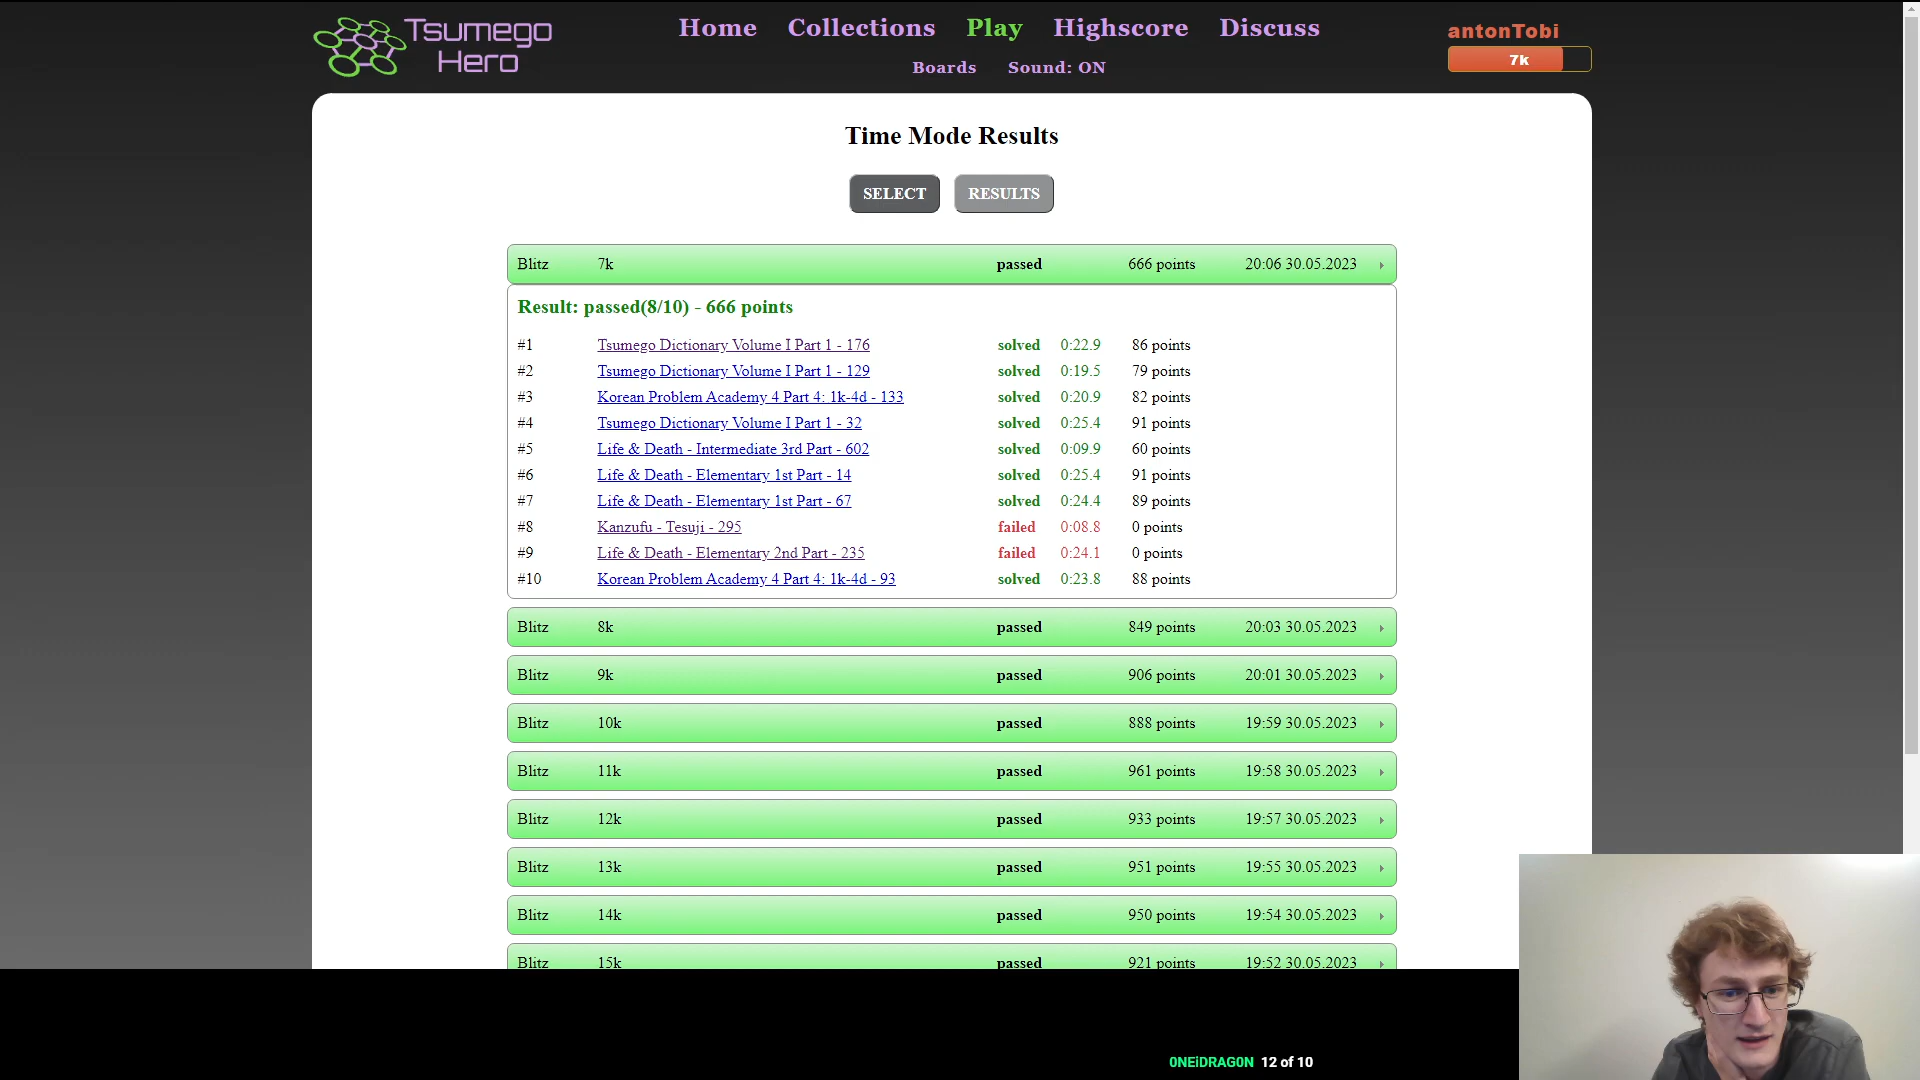 Tsumego Hero
Home Collections Play Highscore Discuss
Boards Sound: ON
antonTobi
7k
Time Mode Results
SELECT RESULTS
Blitz 7k passed 666 points 20:06 30.05.2023
Result: passed(8/10) - 666 points
#1 Tsumego Dictionary Volume I Part 1 - 176 solved 0:22.9 86 points
#2 Tsumego Dictionary Volume I Part 1 - 129 solved 0:19.5 79 points
#3 Korean Problem Academy 4 Part 4: 1k-4d - 133 solved 0:20.9 82 points
#4 Tsumego Dictionary Volume I Part 1 - 32 solved 0:25.4 91 points
#5 Life & Death - Intermediate 3rd Part - 602 solved 0:09.9 60 points
#6 Life & Death - Elementary 1st Part - 14 solved 0:25.4 91 points
#7 Life & Death - Elementary 1st Part - 67 solved 0:24.4 89 points
#8 Kanzufu - Tesuji - 295 failed 0:08.8 0 points
#9 Life & Death - Elementary 2nd Part - 235 failed 0:24.1 0 points
#10 Korean Problem Academy 4 Part 4: 1k-4d - 93 solved 0:23.8 88 points
Blitz 8k passed 849 points 20:03 30.05.2023
Blitz 9k passed 906 points 20:01 30.05.2023
Blitz 10k passed 888 points 19:59 30.05.2023
Blitz 11k passed 961 points 19:58 30.05.2023
Blitz 12k passed 933 points 19:57 30.05.2023
Blitz 13k passed 951 points 19:55 30.05.2023
Blitz 14k passed 950 points 19:54 30.05.2023
Blitz 15k passed 921 points 19:52 30.05.2023
0NEiDRAG0N 12 of 10